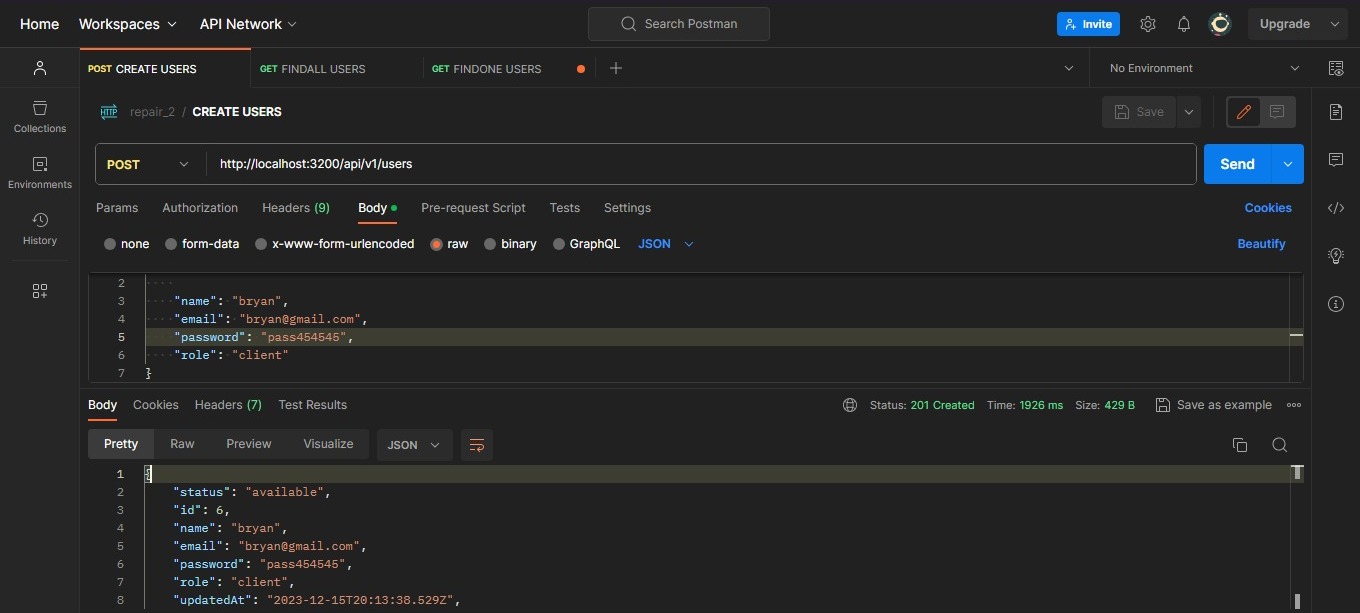 Home Workspaces API Network Search Postman Invite Upgrade
POST CREATE USERS GET FINDALL USERS GET FINDONE USERS No Environment
HTTP repair_2 / CREATE USERS Save
Collections
POST http://localhost:3200/api/v1/users Send
Environments
Params Authorization Headers (9) Body Pre-request Script Tests Settings Cookies
History
none form-data x-www-form-urlencoded raw binary GraphQL JSON Beautify
2
3 "name": "bryan",
4 "email": "bryan@gmail.com",
5 "password": "pass454545",
6 "role": "client"
7 }
Body Cookies Headers (7) Test Results Status: 201 Created Time: 1926 ms Size: 429 B Save as example
Pretty Raw Preview Visualize JSON
1 {
2 "status": "available",
3 "id": 6,
4 "name": "bryan",
5 "email": "bryan@gmail.com",
6 "password": "pass454545",
7 "role": "client",
8 "updatedAt": "2023-12-15T20:13:38.529Z",